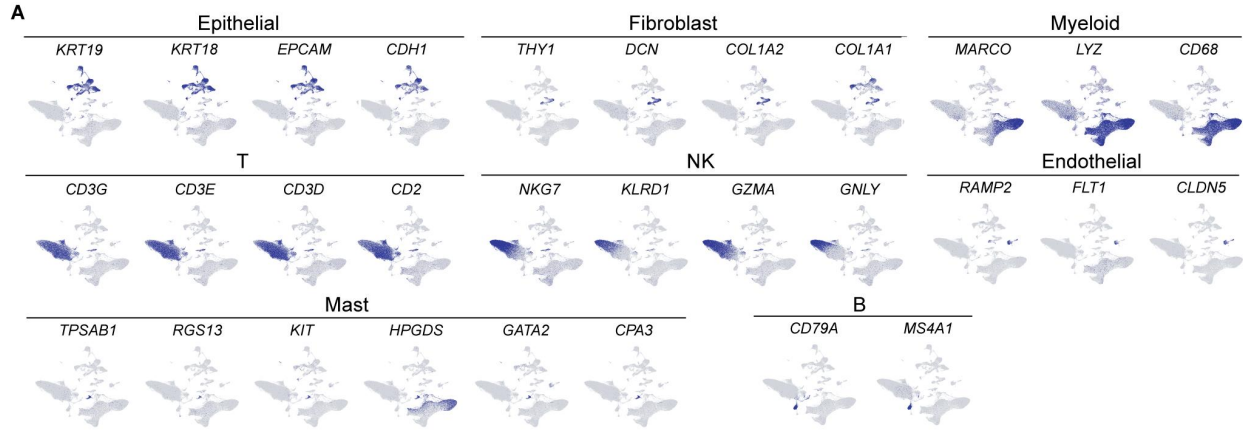 A
Epithelial Fibroblast Myeloid
KRT19 KRT18 EPCAM CDH1 THY1 DCN COL1A2 COL1A1 MARCO LYZ CD68
T NK Endothelial
CD3G CD3E CD3D CD2 NKG7 KLRD1 GZMA GNLY RAMP2 FLT1 CLDN5
Mast B
TPSAB1 RGS13 KIT HPGDS GATA2 CPA3 CD79A MS4A1